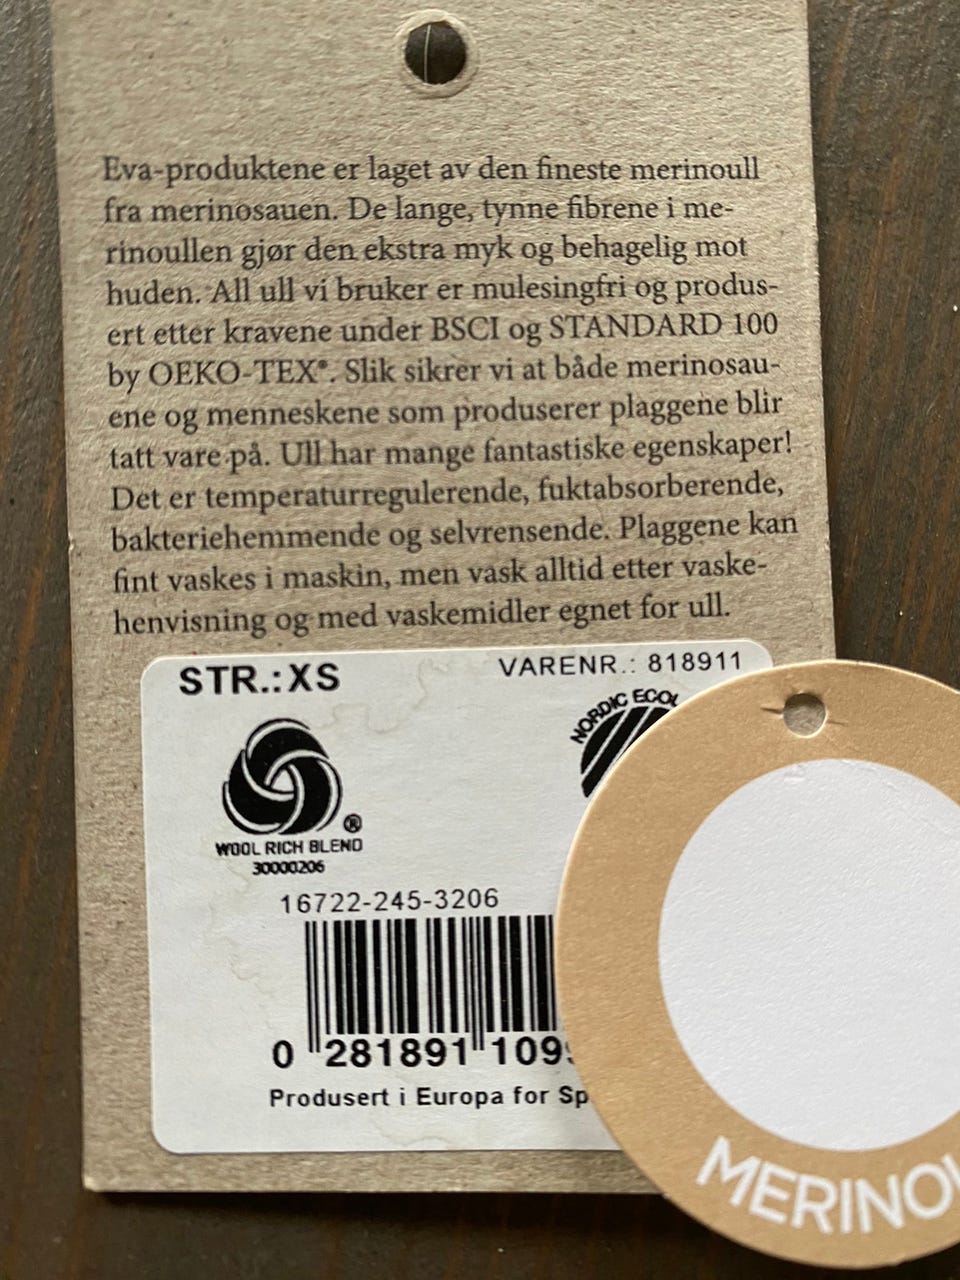 Eva-produktene er laget av den fineste merinoull
fra merinosauen. De lange, tynne fibrene i me-
rinoullen gjør den ekstra myk og behagelig mot
huden. All ull vi bruker er mulesingfri og produs-
ert etter kravene under BSCI og STANDARD 100
by OEKO-TEX®. Slik sikrer vi at både merinosau-
ene og menneskene som produserer plaggene blir
tatt vare på. Ull har mange fantastiske egenskaper!
Det er temperaturregulerende, fuktabsorberende,
bakteriehemmende og selvrensende. Plaggene kan
fint vaskes i maskin, men vask alltid etter vaske-
henvisning og med vaskemidler egnet for ull.
STR.: XS
VARENR.: 818911
NORDIC
®
WOOL RICH BLEND
30000206
16722-245-3206
0 281891 109
Produsert i Europa for